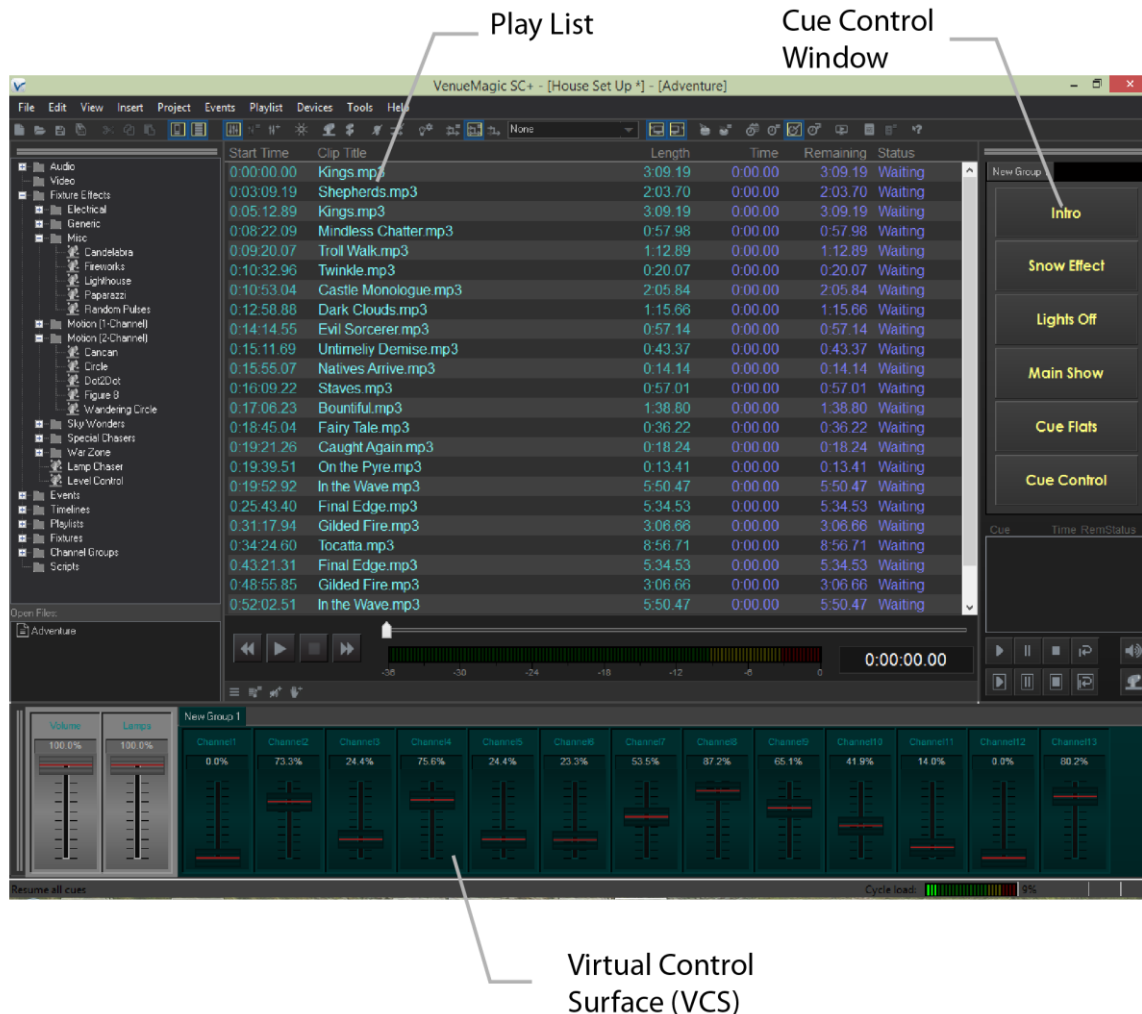 Play List
Cue Control
Window
VenueMagic SC+ - [House Set Up *] - [Adventure]
File Edit View Insert Project Events Playlist Devices Tools Help
None
Audio
Video
Fixture Effects
Electrical
Generic
Misc
Candelabra
Fireworks
Lighthouse
Paparazzi
Random Pulses
Motion (1-Channel)
Motion (2-Channel)
Cancan
Circle
Dot2Dot
Figure 8
Wandering Circle
Sky Wonders
Special Chasers
War Zone
Lamp Chaser
Level Control
Events
Timelines
Playlists
Fixtures
Channel Groups
Scripts
Open Files:
Adventure
Start Time Clip Title Length Time Remaining Status
0:00:00.00 Kings.mp3 3:09.19 0:00.00 3:09.19 Waiting
0:03:09.19 Shepherds.mp3 2:03.70 0:00.00 2:03.70 Waiting
0:05:12.89 Kings.mp3 3:09.19 0:00.00 3:09.19 Waiting
0:08:22.09 Mindless Chatter.mp3 0:57.98 0:00.00 0:57.98 Waiting
0:09:20.07 Troll Walk.mp3 1:12.89 0:00.00 1:12.89 Waiting
0:10:32.96 Twinkle.mp3 0:20.07 0:00.00 0:20.07 Waiting
0:10:53.04 Castle Monologue.mp3 2:05.84 0:00.00 2:05.84 Waiting
0:12:58.88 Dark Clouds.mp3 1:15.66 0:00.00 1:15.66 Waiting
0:14:14.55 Evil Sorcerer.mp3 0:57.14 0:00.00 0:57.14 Waiting
0:15:11.69 Untimeliy Demise.mp3 0:43.37 0:00.00 0:43.37 Waiting
0:15:55.07 Natives Arrive.mp3 0:14.14 0:00.00 0:14.14 Waiting
0:16:09.22 Staves.mp3 0:57.01 0:00.00 0:57.01 Waiting
0:17:06.23 Bountiful.mp3 1:38.80 0:00.00 1:38.80 Waiting
0:18:45.04 Fairy Tale.mp3 0:36.22 0:00.00 0:36.22 Waiting
0:19:21.26 Caught Again.mp3 0:18.24 0:00.00 0:18.24 Waiting
0:19:39.51 On the Pyre.mp3 0:13.41 0:00.00 0:13.41 Waiting
0:19:52.92 In the Wave.mp3 5:50.47 0:00.00 5:50.47 Waiting
0:25:43.40 Final Edge.mp3 5:34.53 0:00.00 5:34.53 Waiting
0:31:17.94 Gilded Fire.mp3 3:06.66 0:00.00 3:06.66 Waiting
0:34:24.60 Tocatta.mp3 8:56.71 0:00.00 8:56.71 Waiting
0:43:21.31 Final Edge.mp3 5:34.53 0:00.00 5:34.53 Waiting
0:48:55.85 Gilded Fire.mp3 3:06.66 0:00.00 3:06.66 Waiting
0:52:02.51 In the Wave.mp3 5:50.47 0:00.00 5:50.47 Waiting
-36 -30 -24 -18 -12 -6 0
0:00:00.00
New Group
Intro
Snow Effect
Lights Off
Main Show
Cue Flats
Cue Control
Cue Time Rem Status
New Group 1
Volume Lamps Channel1 Channel2 Channel3 Channel4 Channel5 Channel6 Channel7 Channel8 Channel9 Channel10 Channel11 Channel12 Channel13
100.0% 100.0% 0.0% 73.3% 24.4% 75.6% 24.4% 23.3% 53.5% 87.2% 65.1% 41.9% 14.0% 0.0% 80.2%
Resume all cues Cycle load: 9%
Virtual Control
Surface (VCS)